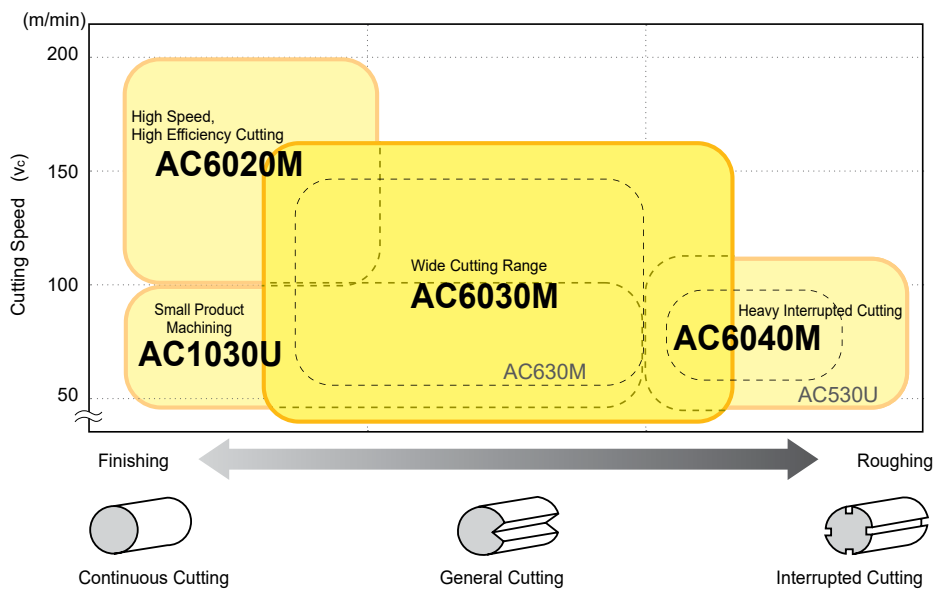 (m/min)
200
150
100
50
Cutting Speed (vc)
High Speed,
High Efficiency Cutting
AC6020M
Wide Cutting Range
AC6030M
Small Product
Machining
AC1030U
Heavy Interrupted Cutting
AC6040M
AC630M
AC530U
Finishing
Roughing
Continuous Cutting
General Cutting
Interrupted Cutting